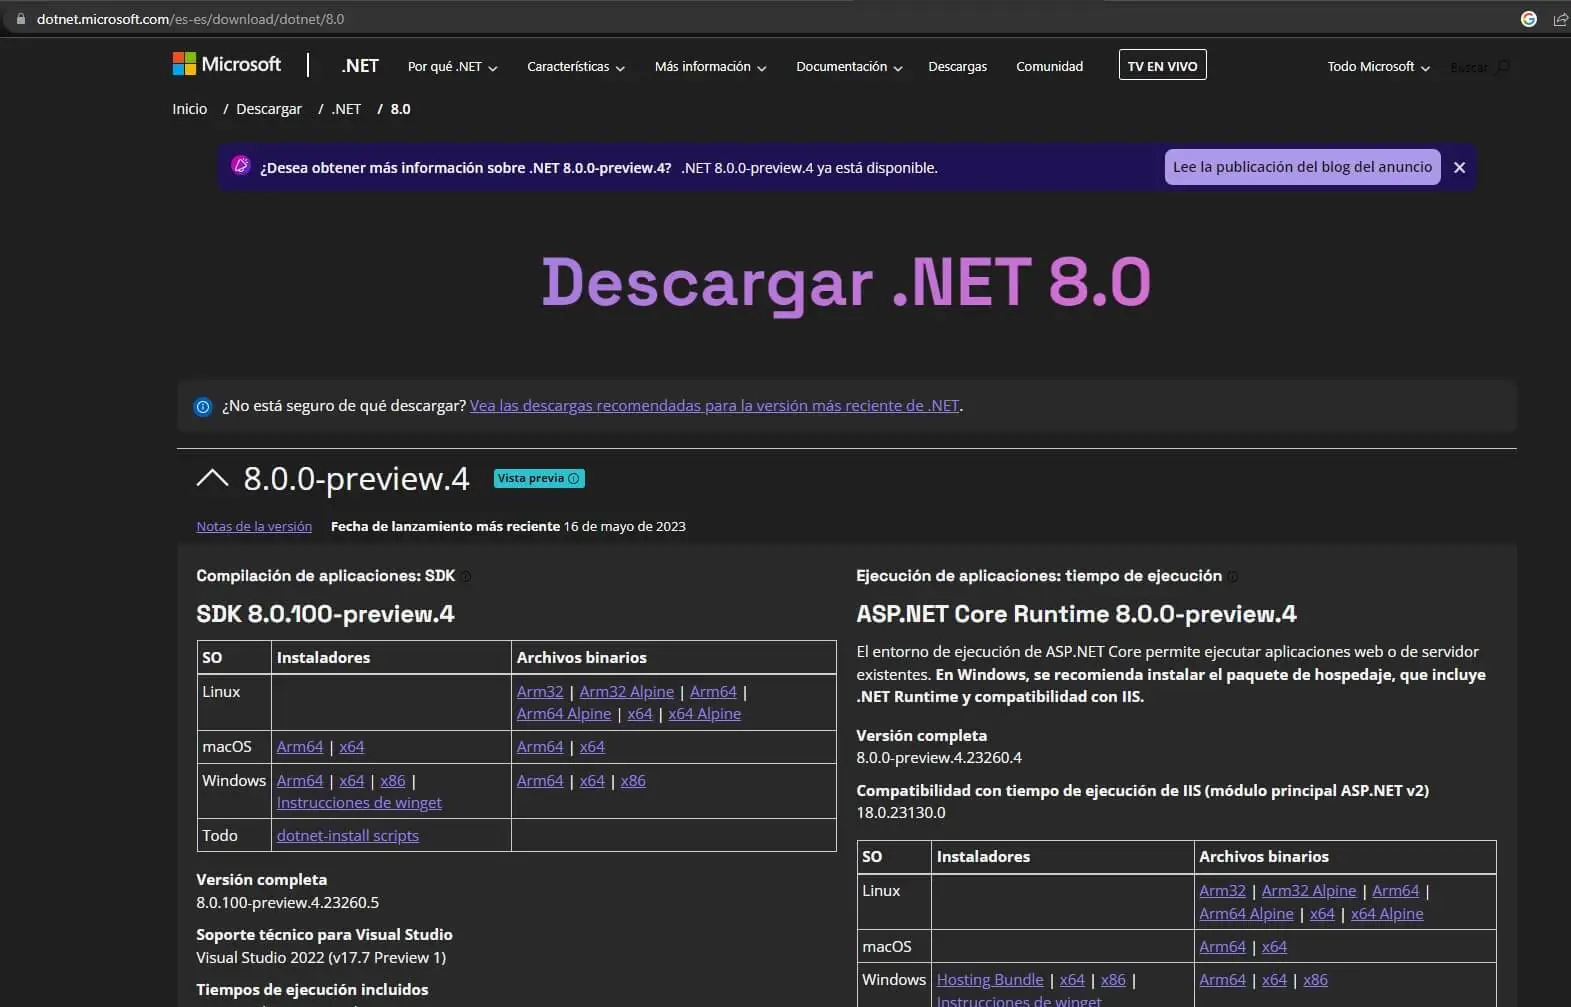 dotnet.microsoft.com/es-es/download/dotnet/8.0
Microsoft .NET Por qué .NET Características Más información Documentación Descargas Comunidad TV EN VIVO Todo Microsoft Buscar
Inicio / Descargar / .NET / 8.0
¿Desea obtener más información sobre .NET 8.0.0-preview.4? .NET 8.0.0-preview.4 ya está disponible. Lee la publicación del blog del anuncio
Descargar .NET 8.0
¿No está seguro de qué descargar? Vea las descargas recomendadas para la versión más reciente de .NET.
8.0.0-preview.4 Vista previa
Notas de la versión Fecha de lanzamiento más reciente 16 de mayo de 2023
Compilación de aplicaciones: SDK
SDK 8.0.100-preview.4
SO Instaladores Archivos binarios
Linux Arm32 | Arm32 Alpine | Arm64 |
Arm64 Alpine | x64 | x64 Alpine
macOS Arm64 | x64 Arm64 | x64
Windows Arm64 | x64 | x86 | Arm64 | x64 | x86
Instrucciones de winget
Todo dotnet-install scripts
Versión completa
8.0.100-preview.4.23260.5
Soporte técnico para Visual Studio
Visual Studio 2022 (v17.7 Preview 1)
Tiempos de ejecución incluidos
Ejecución de aplicaciones: tiempo de ejecución
ASP.NET Core Runtime 8.0.0-preview.4
El entorno de ejecución de ASP.NET Core permite ejecutar aplicaciones web o de servidor
existentes. En Windows, se recomienda instalar el paquete de hospedaje, que incluye
.NET Runtime y compatibilidad con IIS.
Versión completa
8.0.0-preview.4.23260.4
Compatibilidad con tiempo de ejecución de IIS (módulo principal ASP.NET v2)
18.0.23130.0
SO Instaladores Archivos binarios
Linux Arm32 | Arm32 Alpine | Arm64 |
Arm64 Alpine | x64 | x64 Alpine
macOS Arm64 | x64
Windows Hosting Bundle | x64 | x86 | Arm64 | x64 | x86
Instrucciones de winget